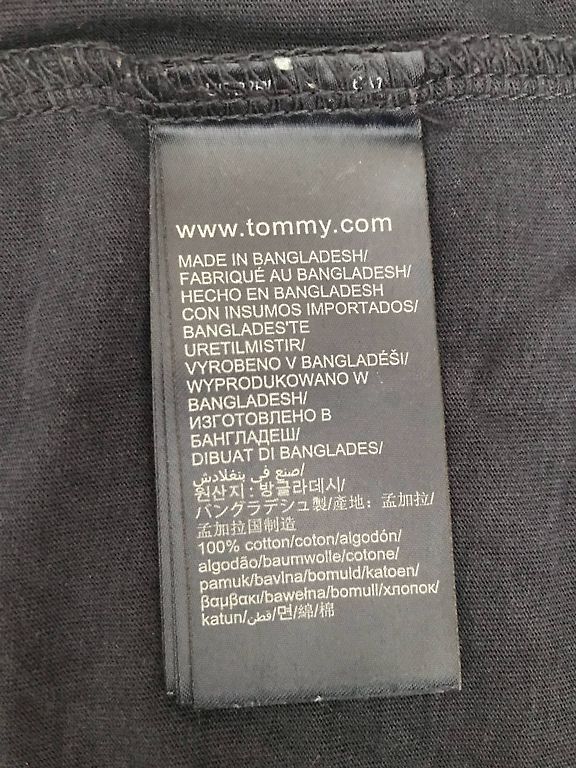 www.tommy.com
MADE IN BANGLADESH/
FABRIQUÉ AU BANGLADESH/
HECHO EN BANGLADESH
CON INSUMOS IMPORTADOS/
BANGLADES'TE
URETILMISTIR/
VYROBENO V BANGLADÉŠI/
WYPRODUKOWANO W
BANGLADESH/
ИЗГОТОВЛЕНО В
БАНГЛАДЕШ/
DIBUAT DI BANGLADES/
صنع في بنغلادش/
원산지 : 방글라데시/
バングラデシュ製/產地：孟加拉/
孟加拉国制造
100% cotton/coton/algodón/
algodão/baumwolle/cotone/
pamuk/bavlna/bomuld/katoen/
βαμβακι/bawełna/bomull/хлопок/
katun/قطن/면/綿/棉